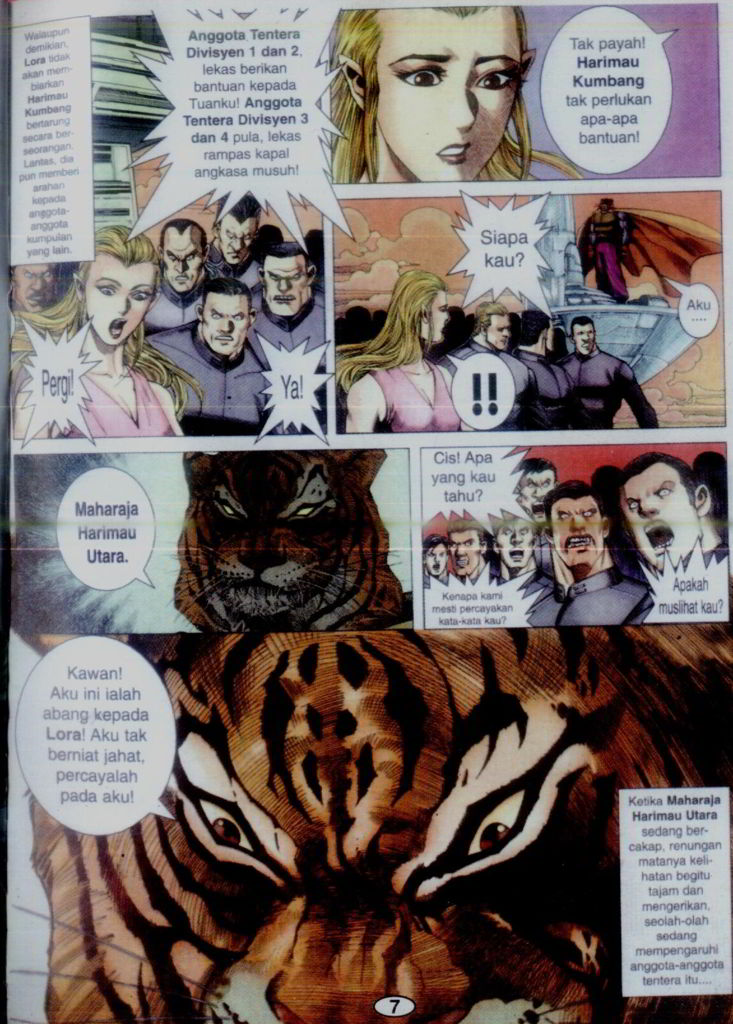 Walaupun
demikian,
Lora tidak
akan mem-
biarkan
Harimau
Kumbang
bertarung
secara ber-
seorangan.
Lantas, dia
pun memberi
arahan
kepada
anggota-
anggota
kumpulan
yang lain.
Anggota Tentera
Divisyen 1 dan 2,
lekas berikan
bantuan kepada
Tuanku! Anggota
Tentera Divisyen 3
dan 4 pula, lekas
rampas kapal
angkasa musuh!
Pergi!
Ya!
Tak payah!
Harimau
Kumbang
tak perlukan
apa-apa
bantuan!
Siapa
kau?
Aku
....
!!
Maharaja
Harimau
Utara.
Cis! Apa
yang kau
tahu?
Kenapa kami
mesti percayakan
kata-kata kau?
Apakah
muslihat kau?
Kawan!
Aku ini ialah
abang kepada
Lora! Aku tak
berniat jahat,
percayalah
pada aku!
Ketika Maharaja
Harimau Utara
sedang ber-
cakap, renungan
matanya keli-
hatan begitu
tajam dan
mengerikan,
seolah-olah
sedang
mempengaruhi
anggota-anggota
tentera itu....
7